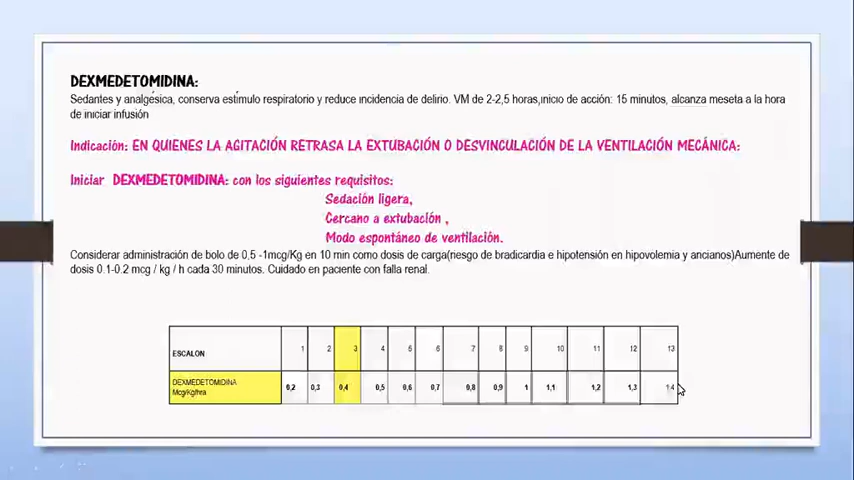 DEXMEDETOMIDINA:
Sedantes y analgésica, conserva estímulo respiratorio y reduce incidencia de delirio. VM de 2-2,5 horas,inicio de acción: 15 minutos, alcanza meseta a la hora
de iniciar infusión
Indicación: EN QUIENES LA AGITACIÓN RETRASA LA EXTUBACIÓN O DESVINCULACIÓN DE LA VENTILACIÓN MECÁNICA:
Iniciar DEXMEDETOMIDINA: con los siguientes requisitos:
Sedación ligera,
Cercano a extubación ,
Modo espontáneo de ventilación.
Considerar administración de bolo de 0,5 -1mcg/Kg en 10 min como dosis de carga(riesgo de bradicardia e hipotensión en hipovolemia y ancianos)Aumente de
dosis 0.1-0.2 mcg / kg / h cada 30 minutos. Cuidado en paciente con falla renal.
ESCALON 1 2 3 4 5 6 7 8 9 10 11 12 13
DEXMEDETOMIDINA
Mcg/Kg/hra 0,2 0,3 0,4 0,5 0,6 0,7 0,8 0,9 1 1,1 1,2 1,3 1.4